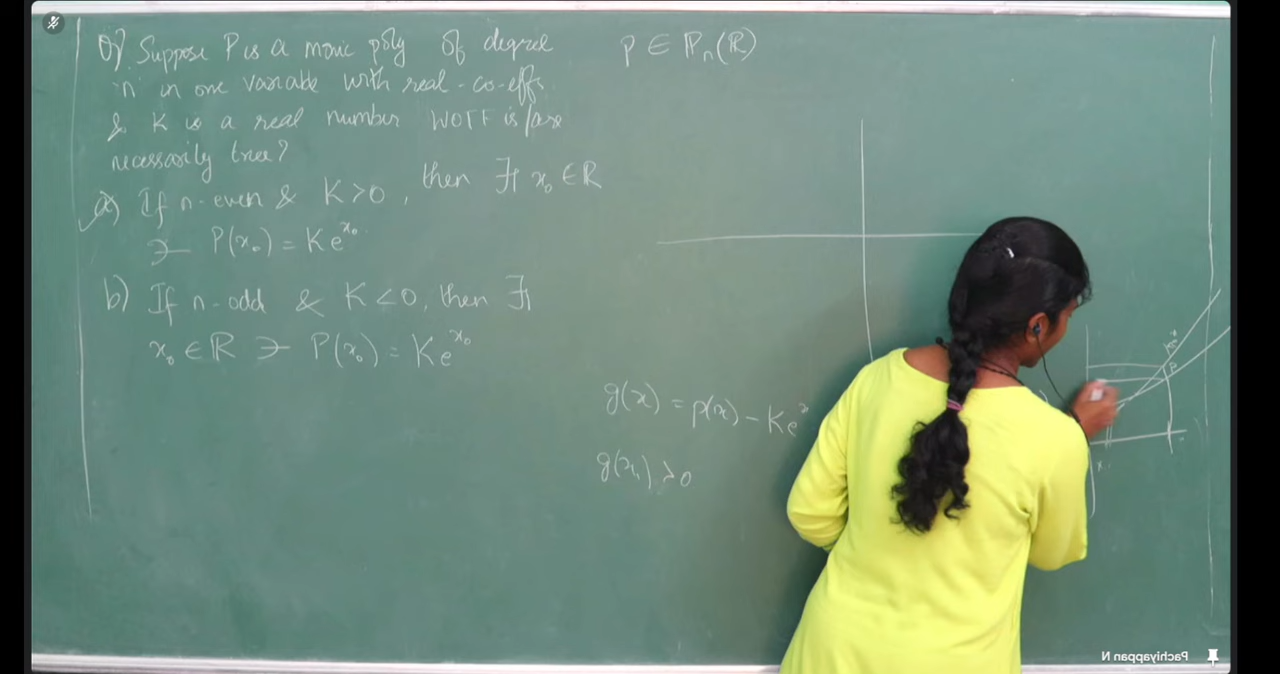 Q? Suppose P is a monic poly of degree
'n' in one variable with real-co-effs
& K is a real number WOTF is/are
necessarily true?
a) If n-even & K>0, then ∃ x₀ ∈ ℝ
∋ P(x₀) = Ke^x₀.
b) If n-odd & K<0, then ∃
x₀ ∈ ℝ ∋ P(x₀) = Ke^x₀
p ∈ ℙₙ(ℝ)
g(x) = p(x) - Ke^x
g(x₁) > 0
Pachiyappan N